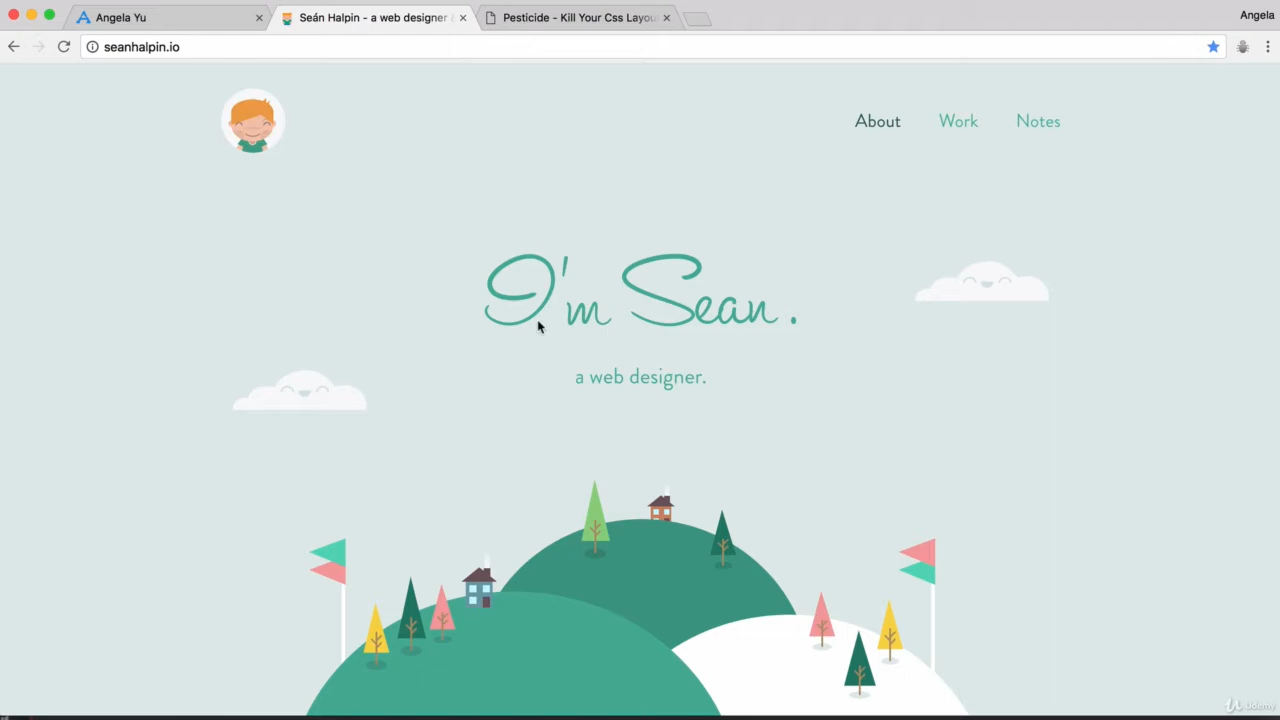 Angela Yu
Seán Halpin - a web designer
Pesticide - Kill Your Css Layou
Angela
seanhalpin.io
About
Work
Notes
I'm Sean.
a web designer.
Udemy